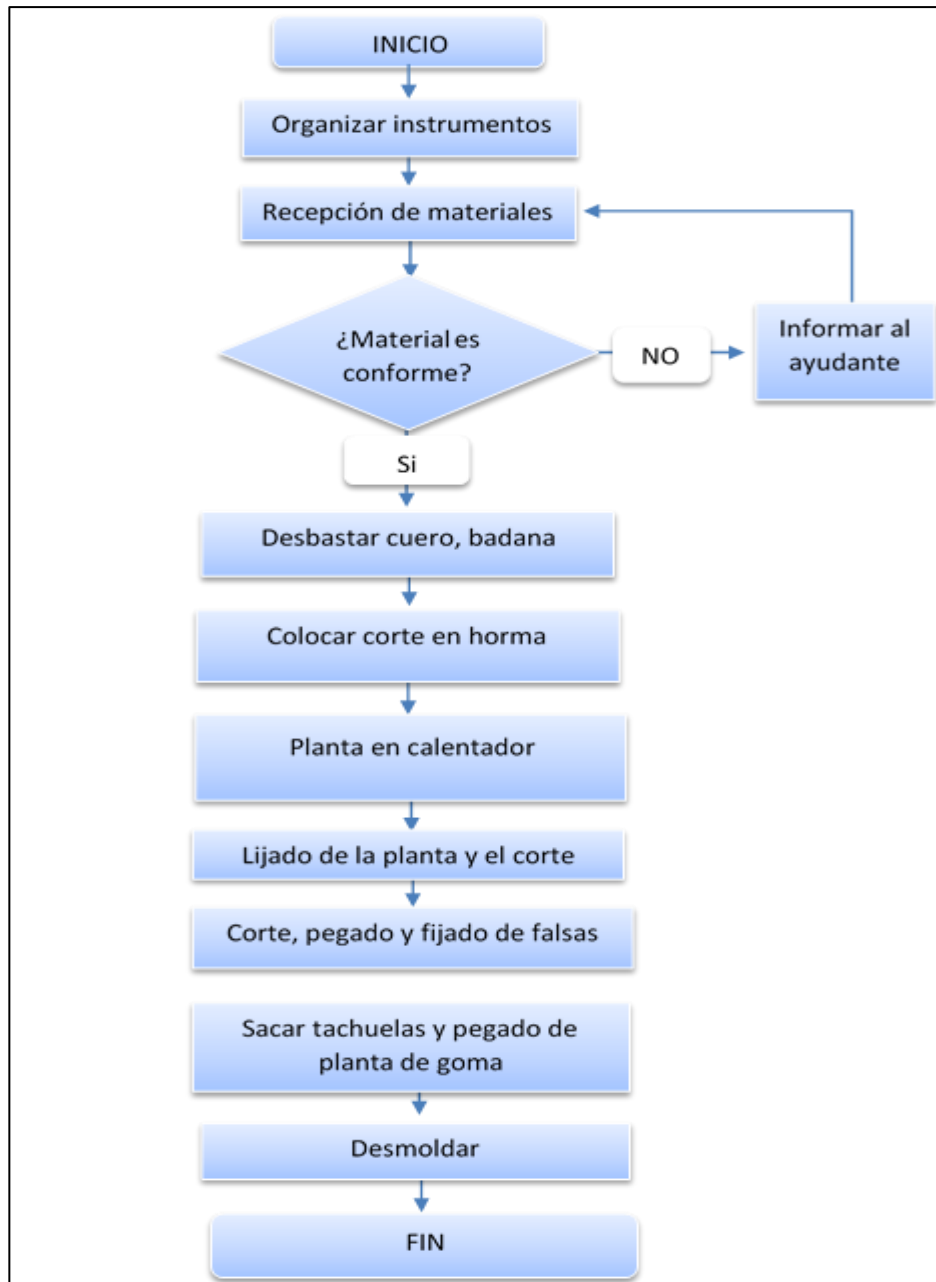 INICIO
Organizar instrumentos
Recepción de materiales
¿Material es
conforme?
NO
Informar al
ayudante
Si
Desbastar cuero, badana
Colocar corte en horma
Planta en calentador
Lijado de la planta y el corte
Corte, pegado y fijado de falsas
Sacar tachuelas y pegado de
planta de goma
Desmoldar
FIN